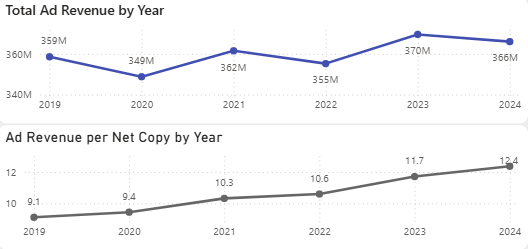 Total Ad Revenue by Year
359M
349M
362M
355M
370M
366M
360M
340M
2019 2020 2021 2022 2023 2024
Ad Revenue per Net Copy by Year
9.1
9.4
10.3
10.6
11.7
12.4
12
10
2019 2020 2021 2022 2023 2024